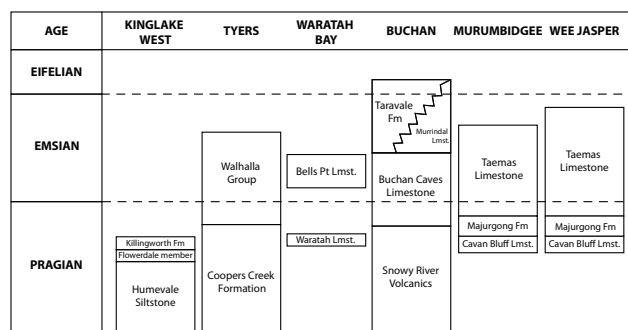 AGE
KINGLAKE
WEST
TYERS
WARATAH
BAY
BUCHAN
MURUMBIDGEE
WEE JASPER
EIFELIAN
EMSIAN
PRAGIAN
Killingworth Fm
Flowerdale member
Humevale
Siltstone
Walhalla
Group
Coopers Creek
Formation
Bells Pt Lmst.
Waratah Lmst.
Taravale
Fm
Murrindal
Lmst.
Buchan Caves
Limestone
Snowy River
Volcanics
Taemas
Limestone
Majurgong Fm
Cavan Bluff Lmst.
Taemas
Limestone
Majurgong Fm
Cavan Bluff Lmst.